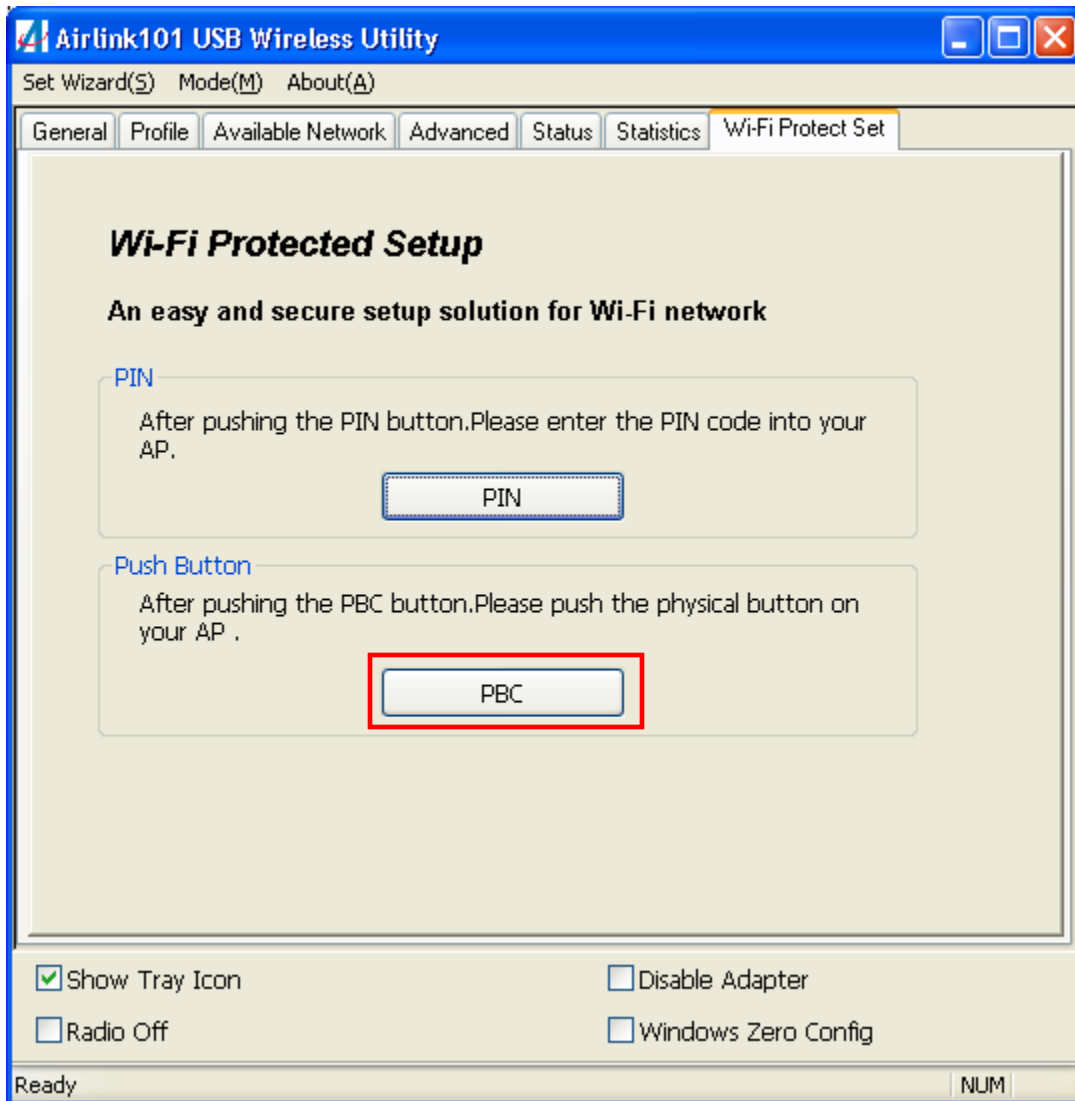 Airlink101 USB Wireless Utility
Set Wizard(S) Mode(M) About(A)
General Profile Available Network Advanced Status Statistics Wi-Fi Protect Set
Wi-Fi Protected Setup
An easy and secure setup solution for Wi-Fi network
PIN
After pushing the PIN button.Please enter the PIN code into your
AP.
PIN
Push Button
After pushing the PBC button.Please push the physical button on
your AP .
PBC
Show Tray Icon Disable Adapter
Radio Off Windows Zero Config
Ready NUM